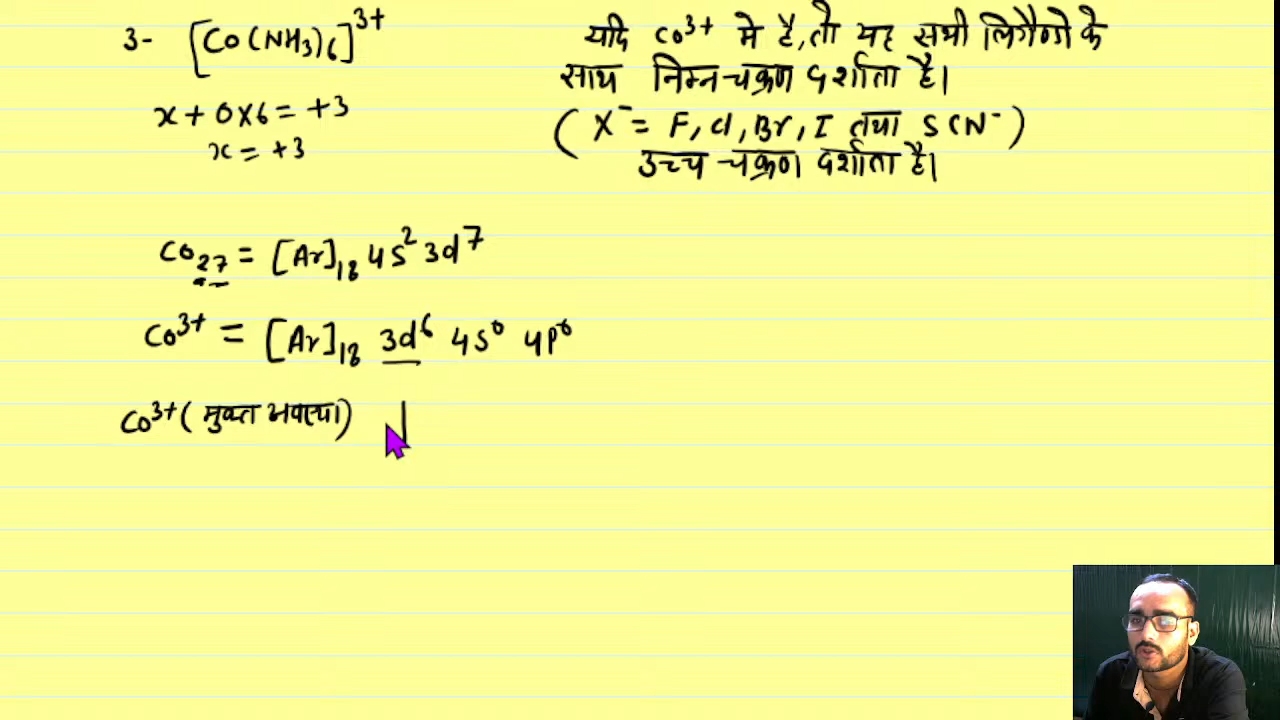 3- [Co(NH3)6]³⁺
x + 0x6 = +3
x = +3
यदि Co³⁺ मे है, तो यह सभी लिगेण्डो के
साथ निम्न चक्रण दर्शाता है।
( X⁻ = F, Cl, Br, I तथा SCN⁻ )
उच्च चक्रण दर्शाता है।
Co₂₇ = [Ar]₁₈ 4s² 3d⁷
Co³⁺ = [Ar]₁₈ 3d⁶ 4s⁰ 4p⁰
Co³⁺ (मुक्त अवस्था)